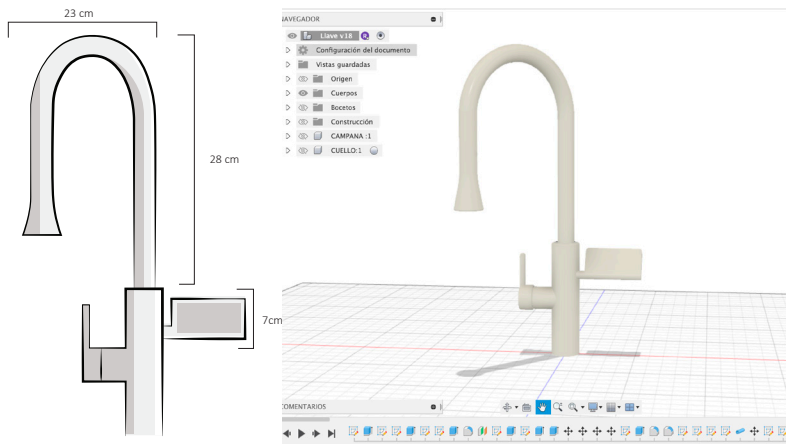 23 cm
28 cm
7cm
NAVEGADOR
Llave v18
Configuración del documento
Vistas guardadas
Origen
Cuerpos
Bocetos
Construcción
CAMPANA :1
CUELLO:1
COMENTARIOS